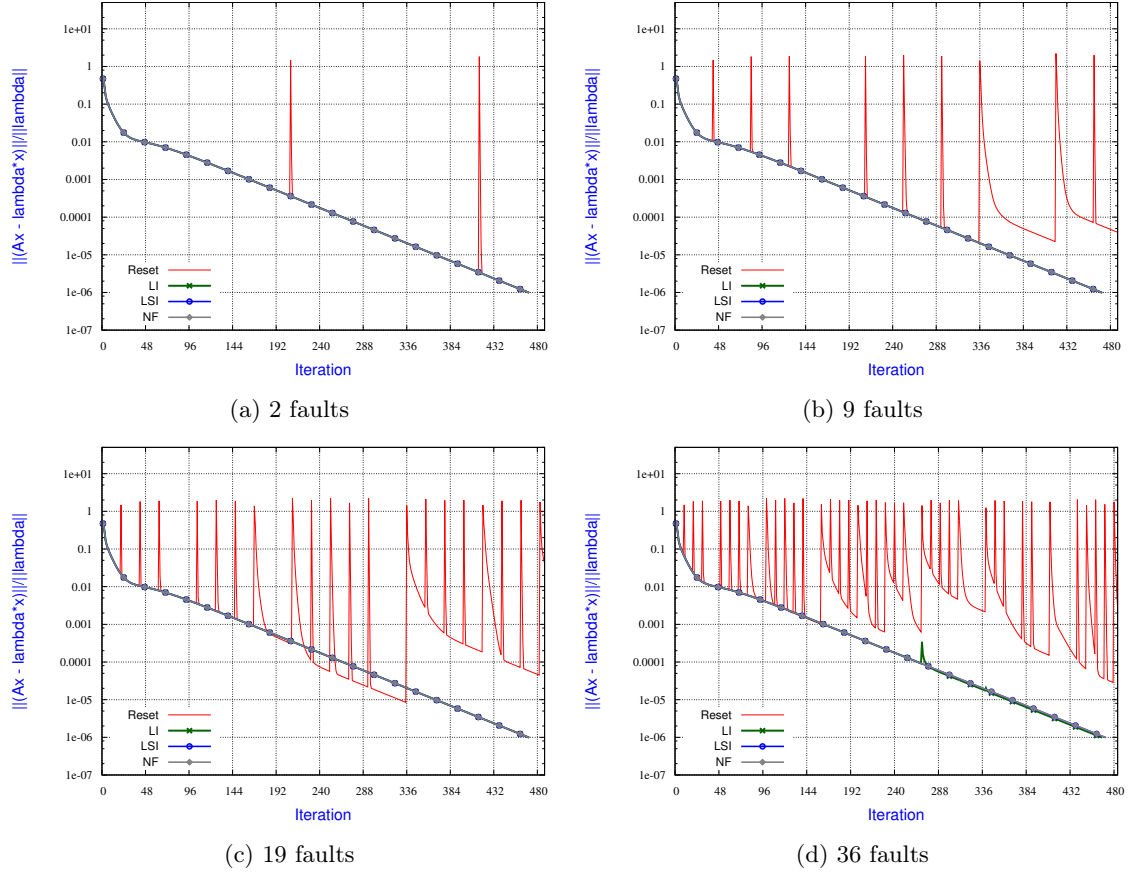 ||(Ax - lambda*x)||/||lambda||
1e+01
1
0.1
0.01
0.001
0.0001
1e-05
1e-06
1e-07
Reset
LI
LSI
NF
0 48 96 144 192 240 288 336 384 432 480
Iteration
(a) 2 faults
||(Ax - lambda*x)||/||lambda||
1e+01
1
0.1
0.01
0.001
0.0001
1e-05
1e-06
1e-07
Reset
LI
LSI
NF
0 48 96 144 192 240 288 336 384 432 480
Iteration
(b) 9 faults
||(Ax - lambda*x)||/||lambda||
1e+01
1
0.1
0.01
0.001
0.0001
1e-05
1e-06
1e-07
Reset
LI
LSI
NF
0 48 96 144 192 240 288 336 384 432 480
Iteration
(c) 19 faults
||(Ax - lambda*x)||/||lambda||
1e+01
1
0.1
0.01
0.001
0.0001
1e-05
1e-06
1e-07
Reset
LI
LSI
NF
0 48 96 144 192 240 288 336 384 432 480
Iteration
(d) 36 faults